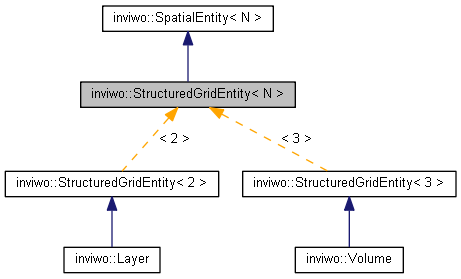 inviwo::SpatialEntity< N >
inviwo::StructuredGridEntity< N >
< 2 >
< 3 >
inviwo::StructuredGridEntity< 2 >
inviwo::StructuredGridEntity< 3 >
inviwo::Layer
inviwo::Volume